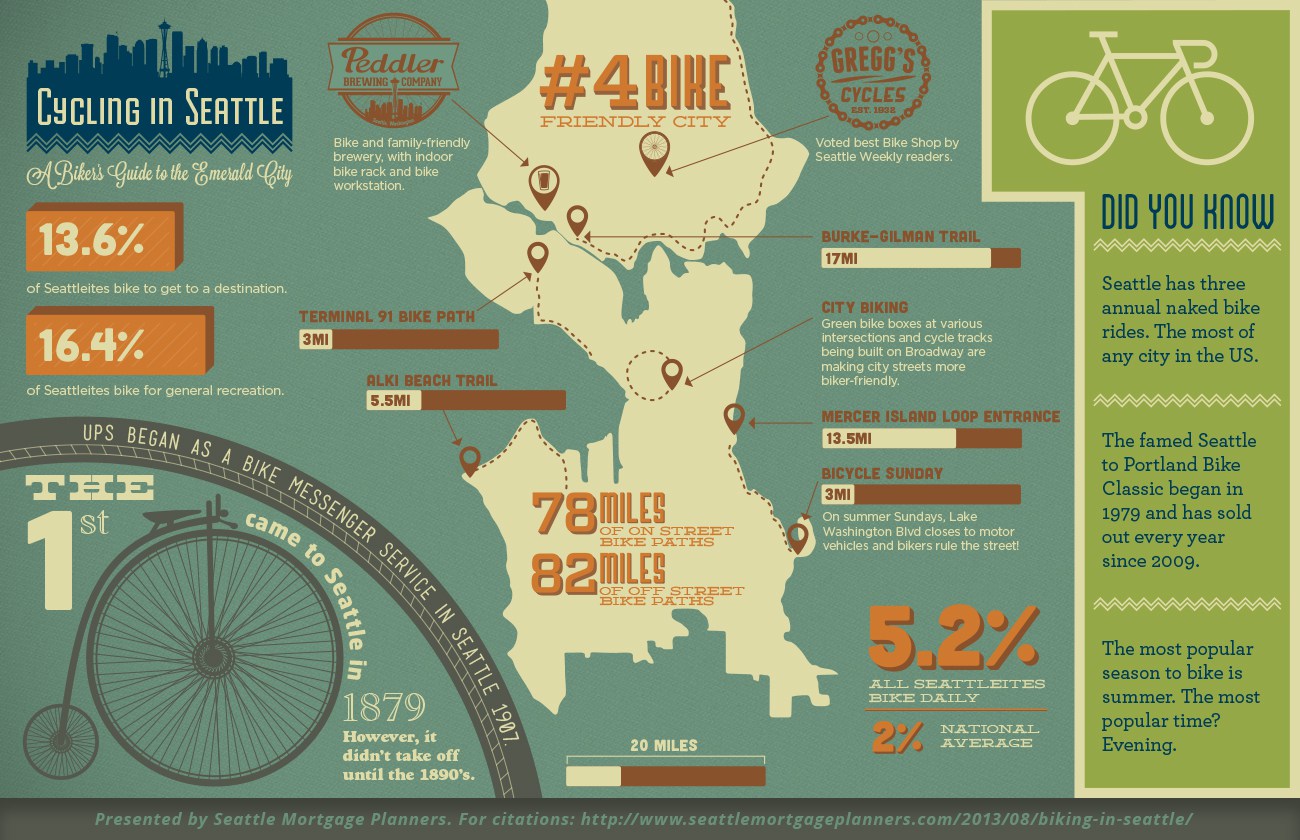 Cycling in Seattle
A Biker's Guide to the Emerald City
13.6%
of Seattleites bike to get to a destination.
16.4%
of Seattleites bike for general recreation.
Peddler
BREWING COMPANY
Bike and family-friendly
brewery, with indoor
bike rack and bike
workstation.
#4 BIKE
FRIENDLY CITY
GREGG'S
CYCLES
EST. 1932
Voted best Bike Shop by
Seattle Weekly readers.
BURKE-GILMAN TRAIL
17MI
TERMINAL 91 BIKE PATH
3MI
CITY BIKING
Green bike boxes at various
intersections and cycle tracks
being built on Broadway are
making city streets more
biker-friendly.
ALKI BEACH TRAIL
5.5MI
MERCER ISLAND LOOP ENTRANCE
13.5MI
BICYCLE SUNDAY
3MI
On summer Sundays, Lake
Washington Blvd closes to motor
vehicles and bikers rule the street!
78 MILES
OF ON STREET
BIKE PATHS
82 MILES
OF OFF STREET
BIKE PATHS
5.2%
ALL SEATTLEITES
BIKE DAILY
2% NATIONAL
AVERAGE
20 MILES
UPS BEGAN AS A BIKE MESSENGER SERVICE IN SEATTLE 1907.
THE
1st
came to Seattle in
1879
However, it
didn't take off
until the 1890's.
DID YOU KNOW
Seattle has three
annual naked bike
rides. The most of
any city in the US.
The famed Seattle
to Portland Bike
Classic began in
1979 and has sold
out every year
since 2009.
The most popular
season to bike is
summer. The most
popular time?
Evening.
Presented by Seattle Mortgage Planners. For citations: http://www.seattlemortgageplanners.com/2013/08/biking-in-seattle/